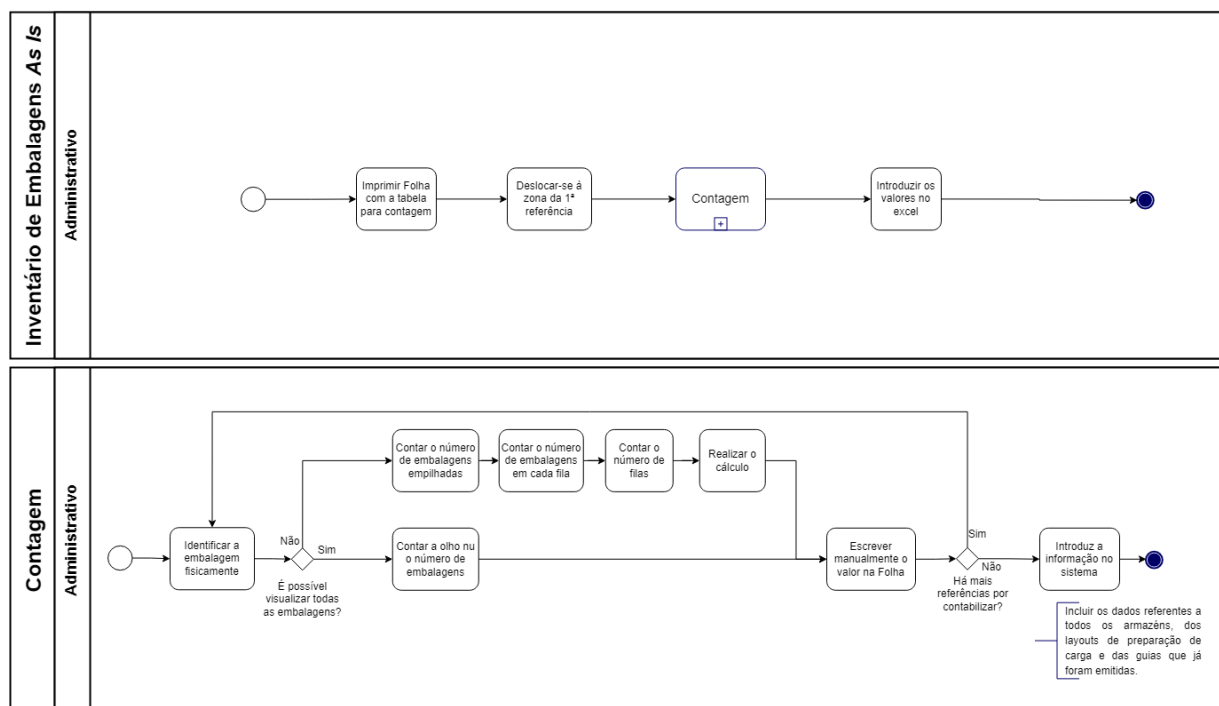 Inventário de Embalagens As Is
Administrativo
Imprimir Folha
com a tabela
para contagem
Deslocar-se á
zona da 1ª
referência
Contagem
Introduzir os
valores no
excel
Contagem
Administrativo
Identificar a
embalagem
fisicamente
Não
Sim
É possível
visualizar todas
as embalagens?
Contar o número
de embalagens
empilhadas
Contar o número
de embalagens
em cada fila
Contar o
número de
filas
Realizar o
cálculo
Contar a olho nu
o número de
embalagens
Escrever
manualmente o
valor na Folha
Sim
Não
Há mais
referências por
contabilizar?
Introduz a
informação no
sistema
Incluir os dados referentes a
todos os armazéns, dos
layouts de preparação de
carga e das guias que já
foram emitidas.